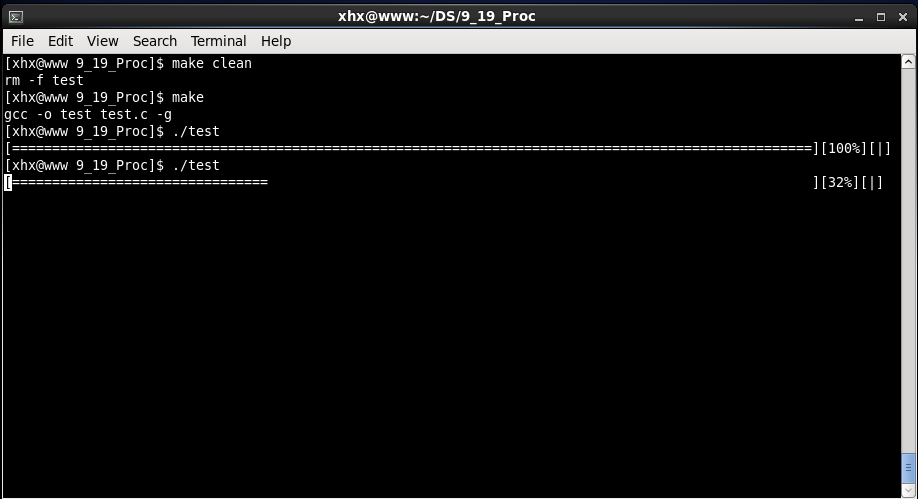 xhx@www:~/DS/9_19_Proc
File Edit View Search Terminal Help
[xhx@www 9_19_Proc]$ make clean
rm -f test
[xhx@www 9_19_Proc]$ make
gcc -o test test.c -g
[xhx@www 9_19_Proc]$ ./test
[====================================================================================================][100%][|]
[xhx@www 9_19_Proc]$ ./test
[================================                                                                    ][32%][|]